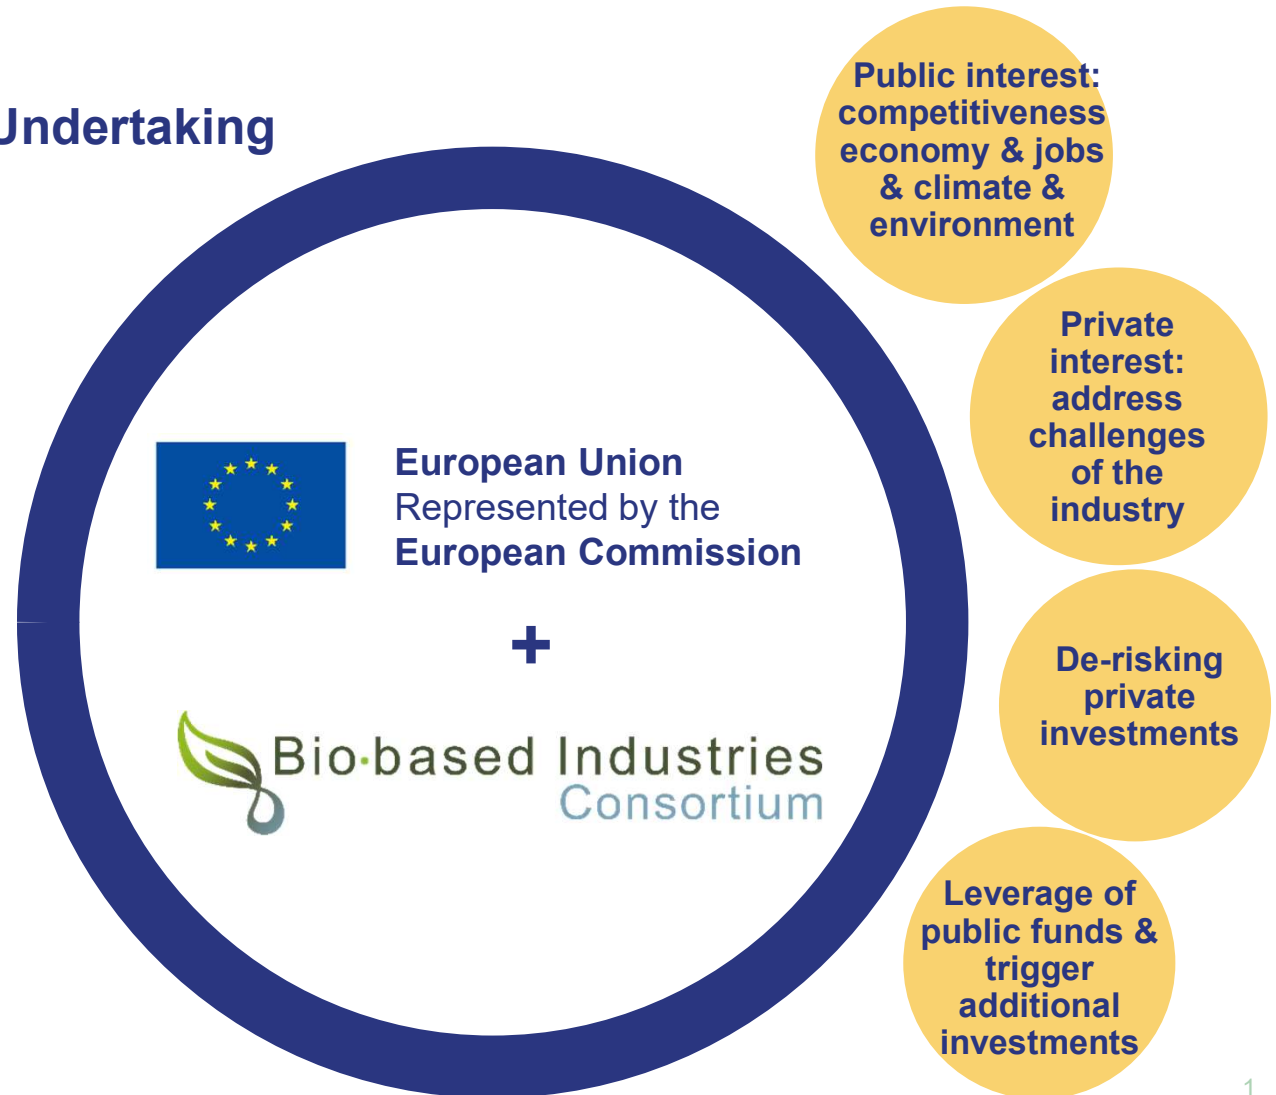 Undertaking
Public interest:
competitiveness
economy & jobs
& climate &
environment
Private
interest:
address
challenges
of the
industry
European Union
Represented by the
European Commission
+
De-risking
private
investments
Bio·based Industries
Consortium
Leverage of
public funds &
trigger
additional
investments
1